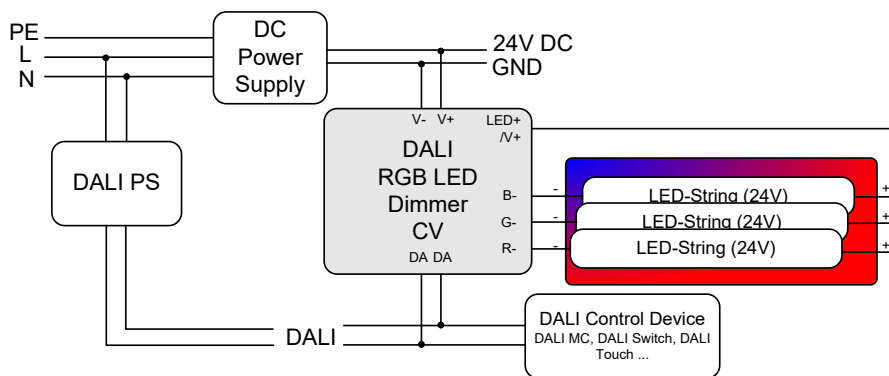 PE
L
N
DC
Power
Supply
24V DC
GND
V- V+
LED+
/V+
DALI
RGB LED
Dimmer
CV
B-
G-
R-
DA DA
DALI PS
- LED-String (24V) +
- LED-String (24V) +
- LED-String (24V) +
DALI
DALI Control Device
DALI MC, DALI Switch, DALI
Touch ...